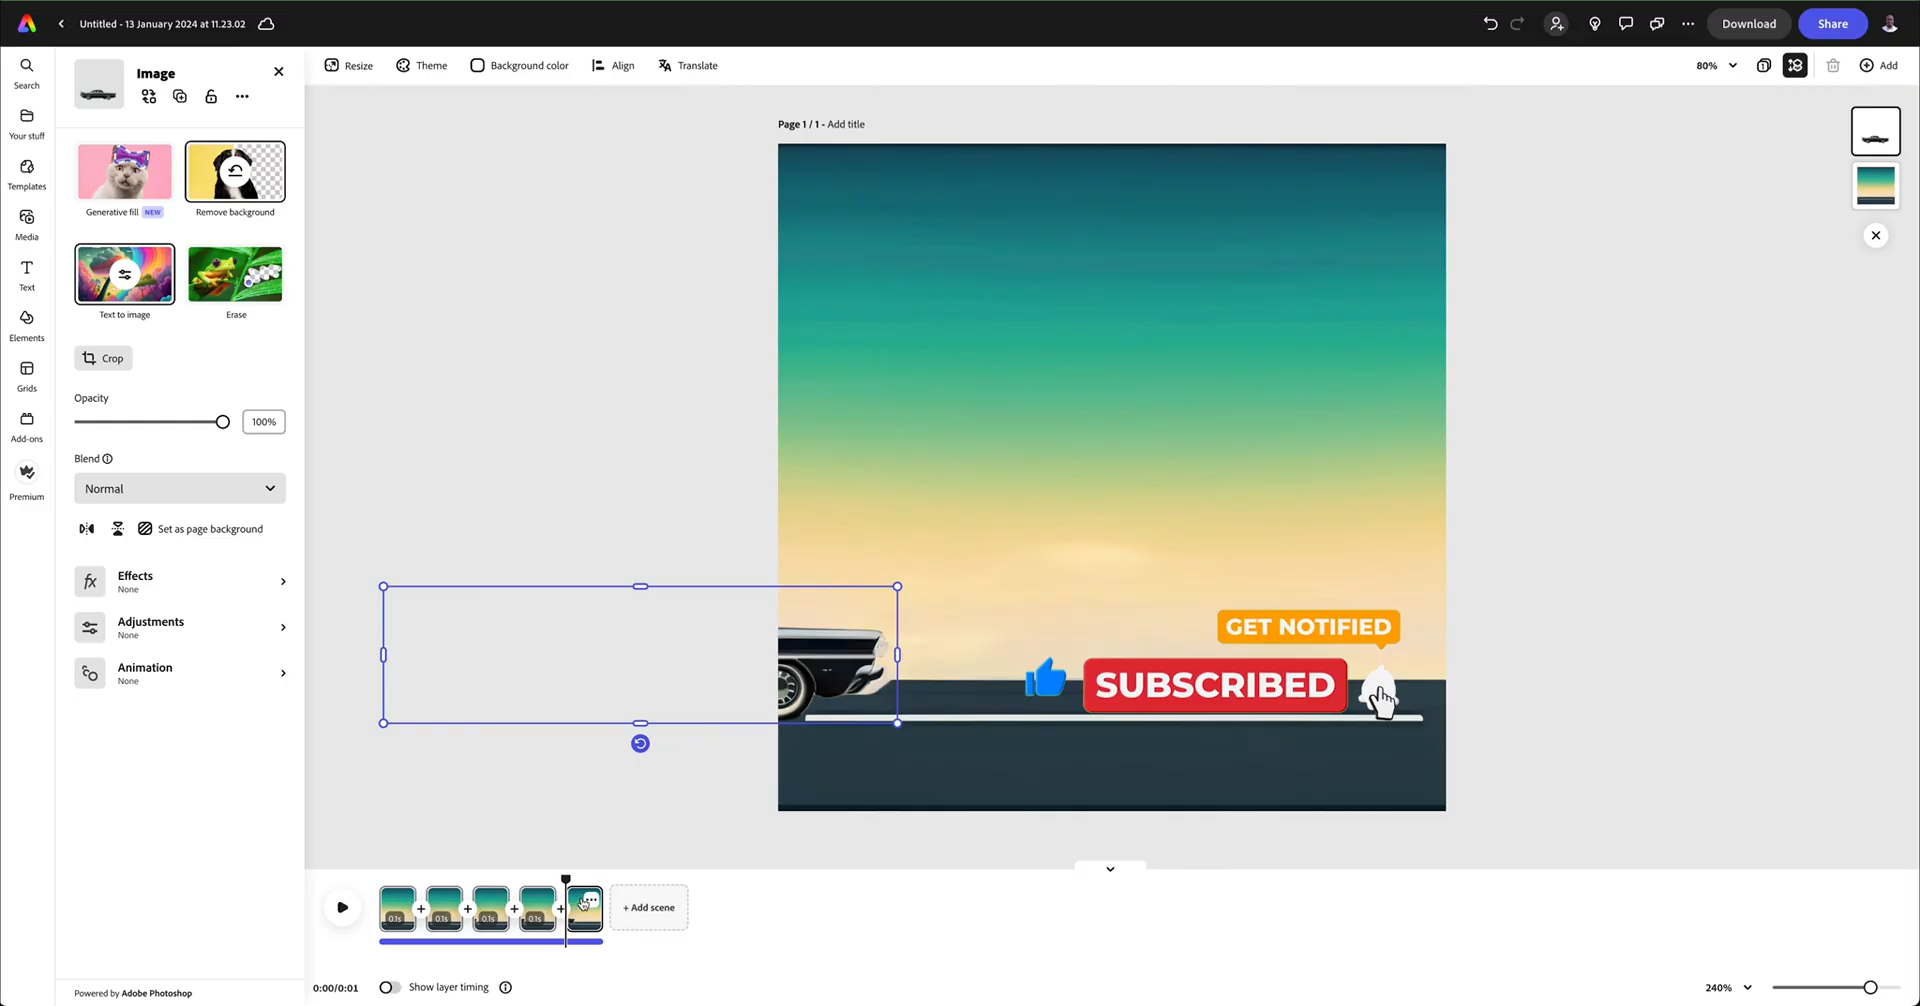 Untitled - 13 January 2024 at 11.23.02
Download
Share
Search
Your stuff
Templates
Media
Text
Elements
Grids
Add-ons
Premium
Image
Generative fill NEW
Remove background
Text to image
Erase
Crop
Opacity
100%
Blend
Normal
Set as page background
Effects
None
Adjustments
None
Animation
None
Powered by Adobe Photoshop
Resize
Theme
Background color
Align
Translate
80%
1
Add
Page 1 / 1 - Add title
GET NOTIFIED
SUBSCRIBED
0.1s
0.1s
0.1s
0.1s
+ Add scene
0:00/0:01
Show layer timing
240%